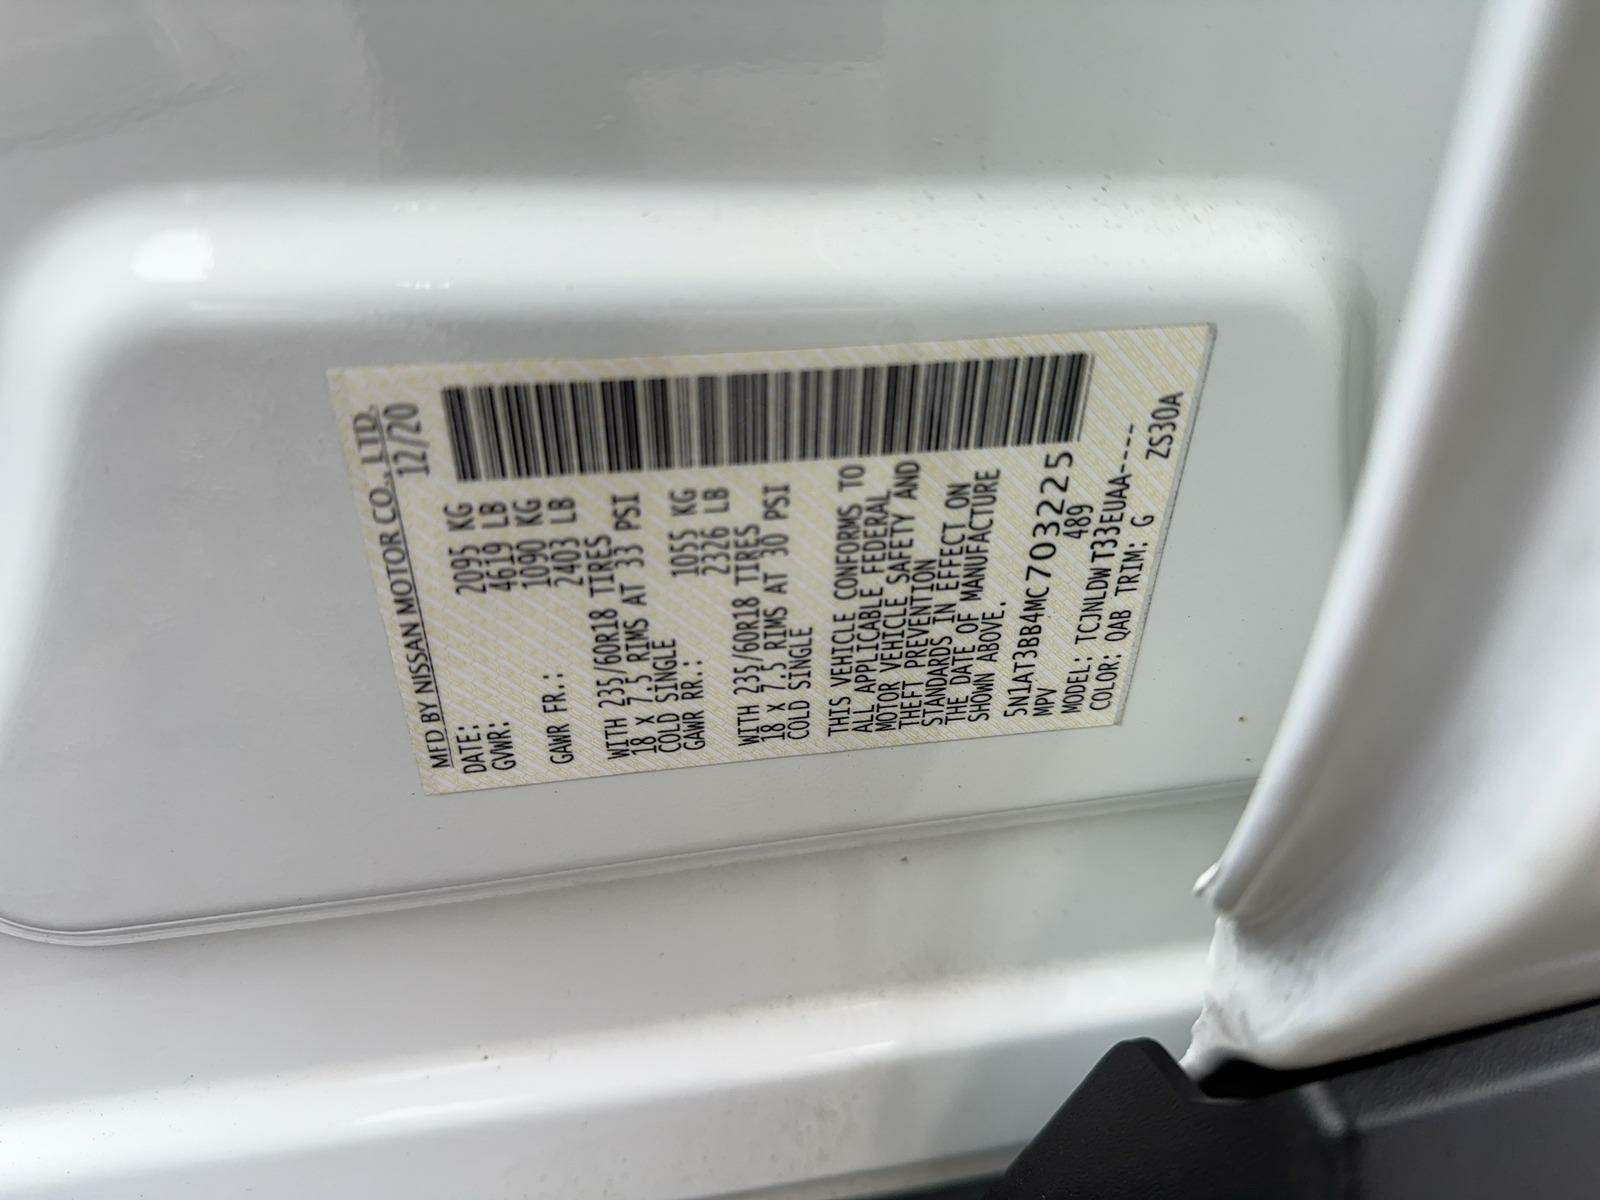 MFD BY NISSAN MOTOR CO., LTD.
DATE: 12/20
GVWR: 2095 KG
4619 LB
1090 KG
GAWR FR.: 2403 LB
WITH 235/60R18 TIRES
18 X 7.5 RIMS AT 33 PSI
COLD SINGLE
GAWR RR.: 1055 KG
2326 LB
WITH 235/60R18 TIRES
18 X 7.5 RIMS AT 30 PSI
COLD SINGLE
THIS VEHICLE CONFORMS TO
ALL APPLICABLE FEDERAL
MOTOR VEHICLE SAFETY AND
THEFT PREVENTION
STANDARDS IN EFFECT ON
THE DATE OF MANUFACTURE
SHOWN ABOVE.
5N1AT3BB4MC703225
MPV 489
MODEL: TCJNLDWT33EUAA----
COLOR: QAB TRIM: G
ZS30A